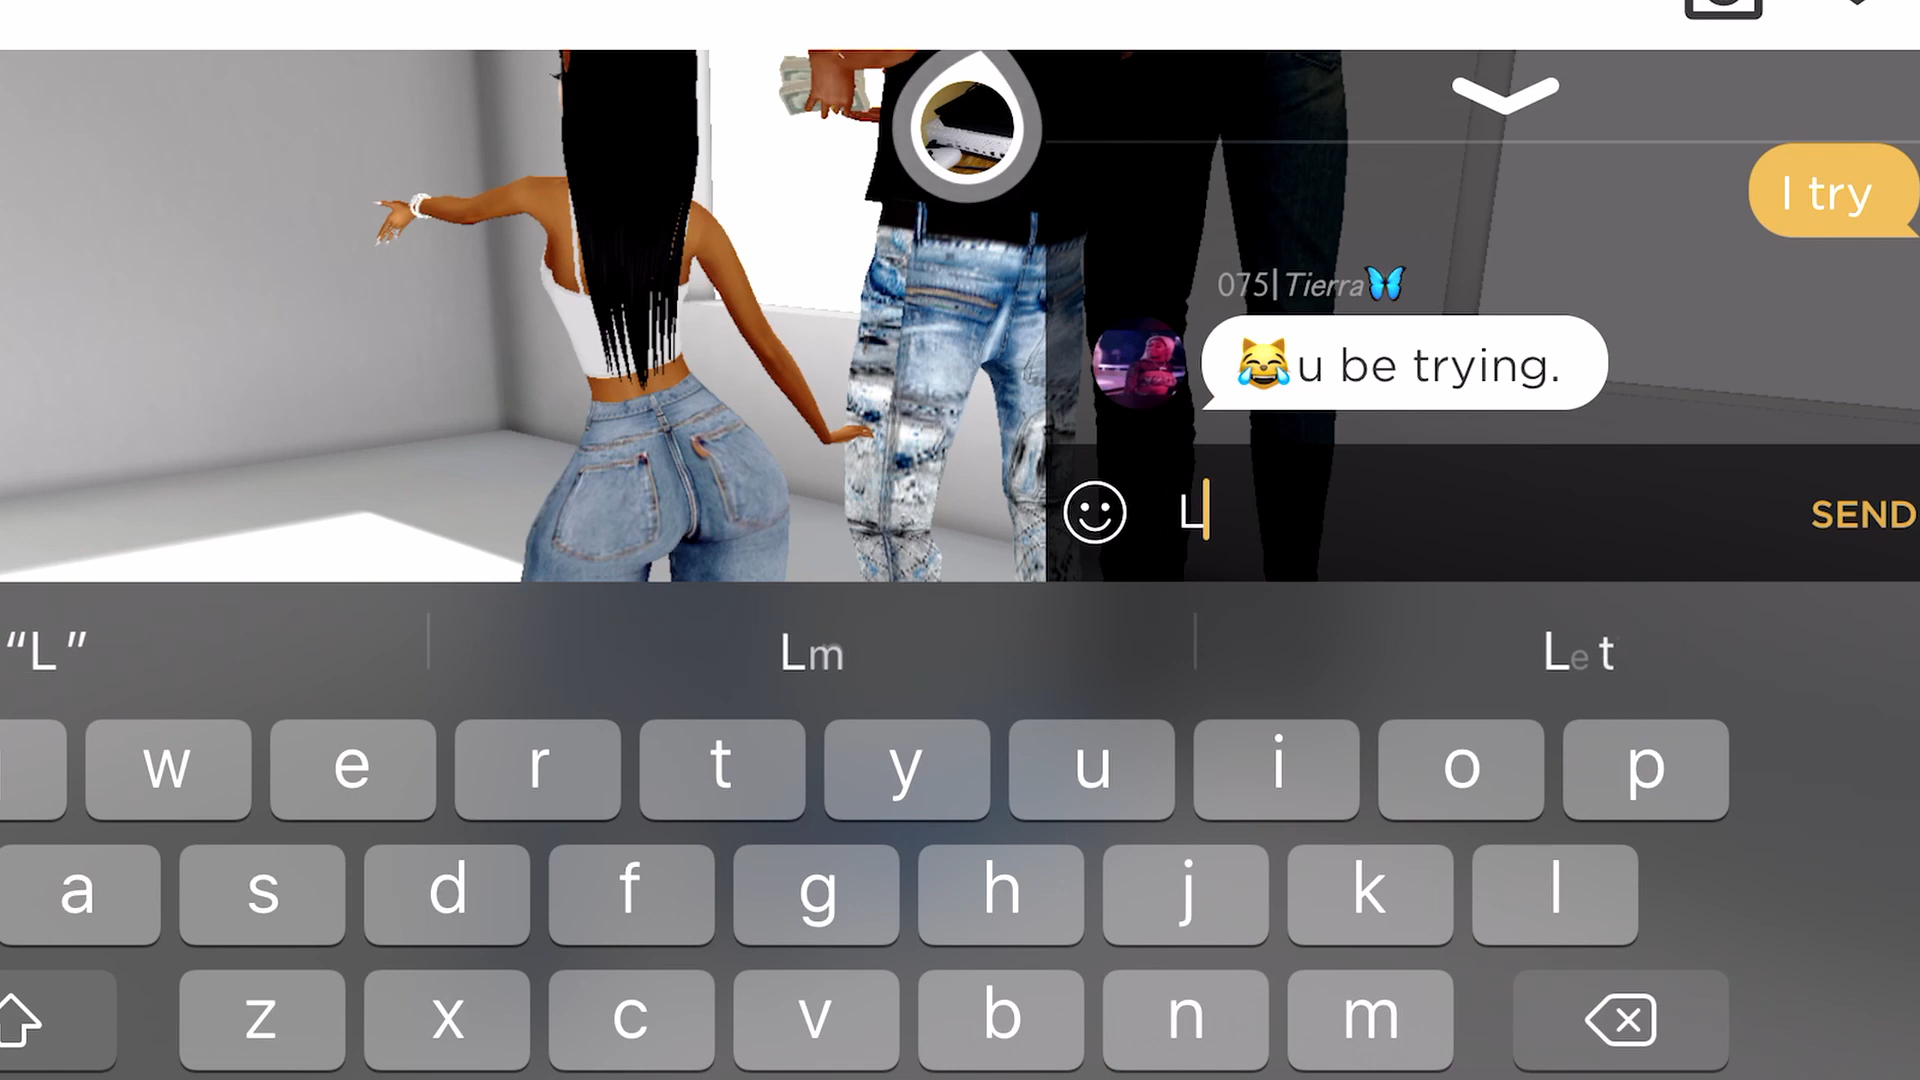 I try
075| Tierra🦋
😹u be trying.
L
SEND
“L”
Lm
Let
w e r t y u i o p
a s d f g h j k l
z x c v b n m